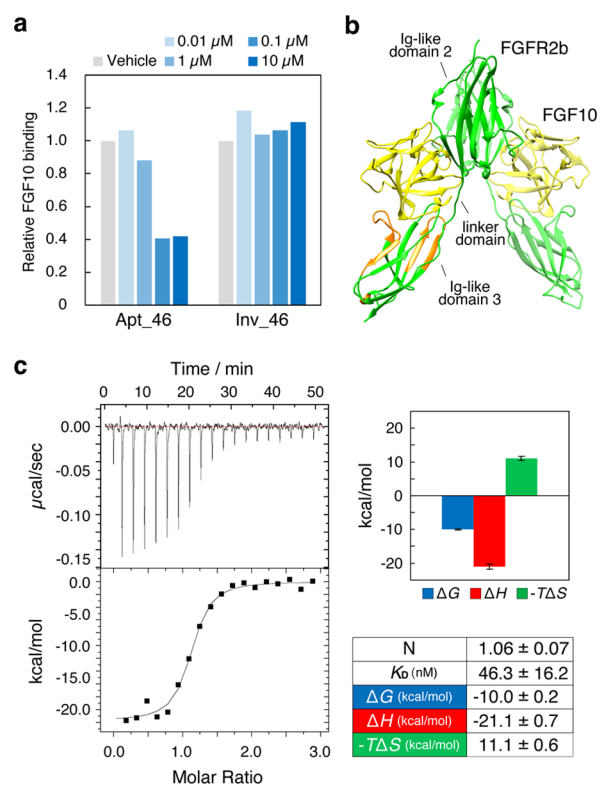 a
0.01 µM 0.1 µM
Vehicle 1 µM 10 µM
Relative FGF10 binding
1.4
1.2
1.0
0.8
0.6
0.4
0.2
0
Apt_46 Inv_46
b
Ig-like
domain 2
FGFR2b
FGF10
linker
domain
Ig-like
domain 3
c
Time / min
0 10 20 30 40 50
µcal/sec
0.00
-0.05
-0.10
-0.15
kcal/mol
0.0
-5.0
-10.0
-15.0
-20.0
0.0 1.0 2.0 3.0
Molar Ratio
kcal/mol
20
10
0
-10
-20
ΔG ΔH -TΔS
N 1.06 ± 0.07
KD (nM) 46.3 ± 16.2
ΔG (kcal/mol) -10.0 ± 0.2
ΔH (kcal/mol) -21.1 ± 0.7
-TΔS (kcal/mol) 11.1 ± 0.6